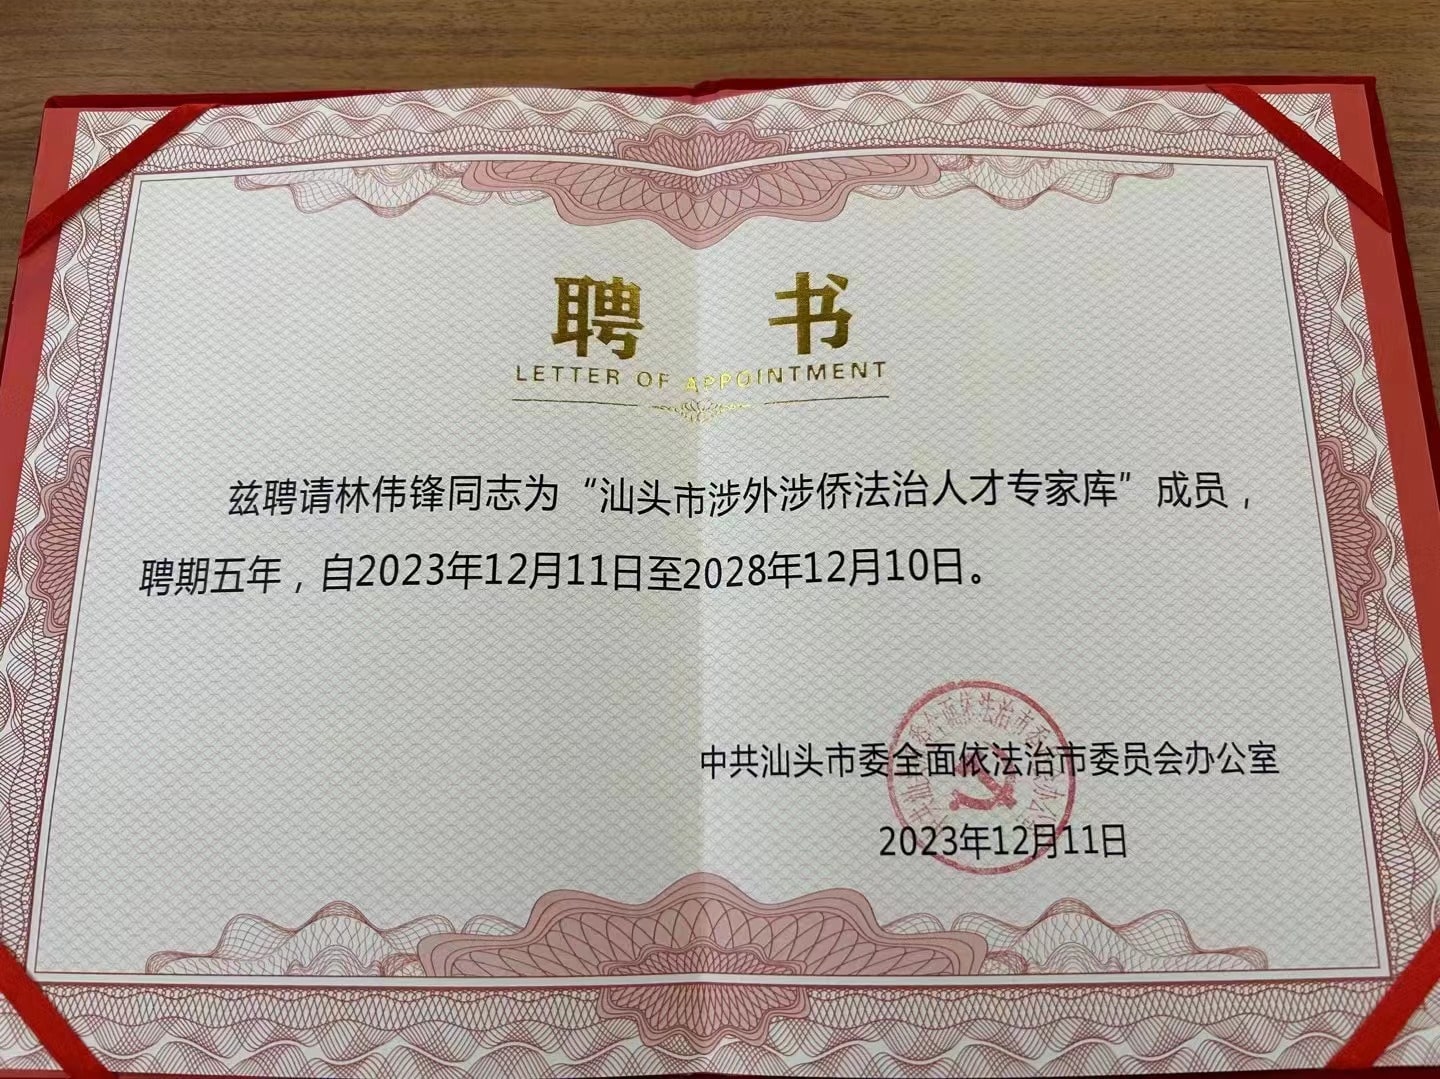 聘 书
LETTER OF APPOINTMENT
兹聘请林伟锋同志为“汕头市涉外涉侨法治人才专家库”成员，
聘期五年，自2023年12月11日至2028年12月10日。
中共汕头市委全面依法治市委员会办公室
2023年12月11日